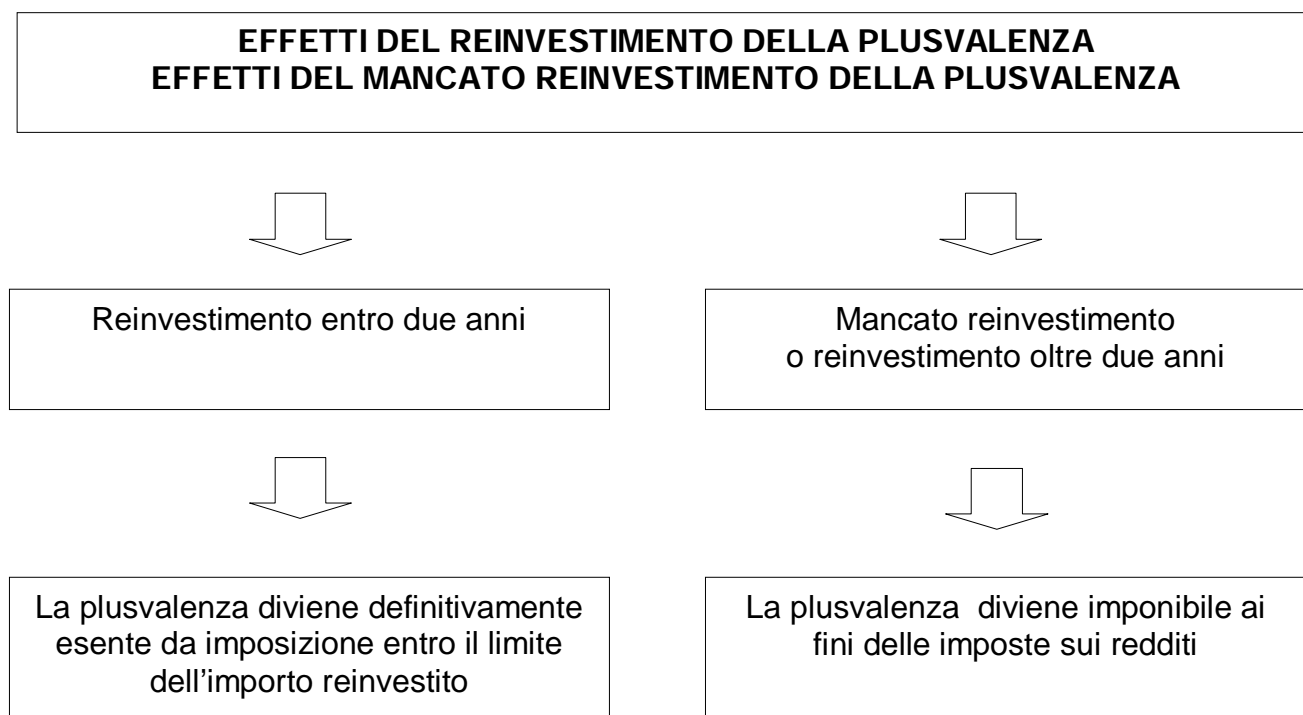 EFFETTI DEL REINVESTIMENTO DELLA PLUSVALENZA
EFFETTI DEL MANCATO REINVESTIMENTO DELLA PLUSVALENZA
Reinvestimento entro due anni
Mancato reinvestimento
o reinvestimento oltre due anni
La plusvalenza diviene definitivamente
esente da imposizione entro il limite
dell’importo reinvestito
La plusvalenza  diviene imponibile ai
fini delle imposte sui redditi